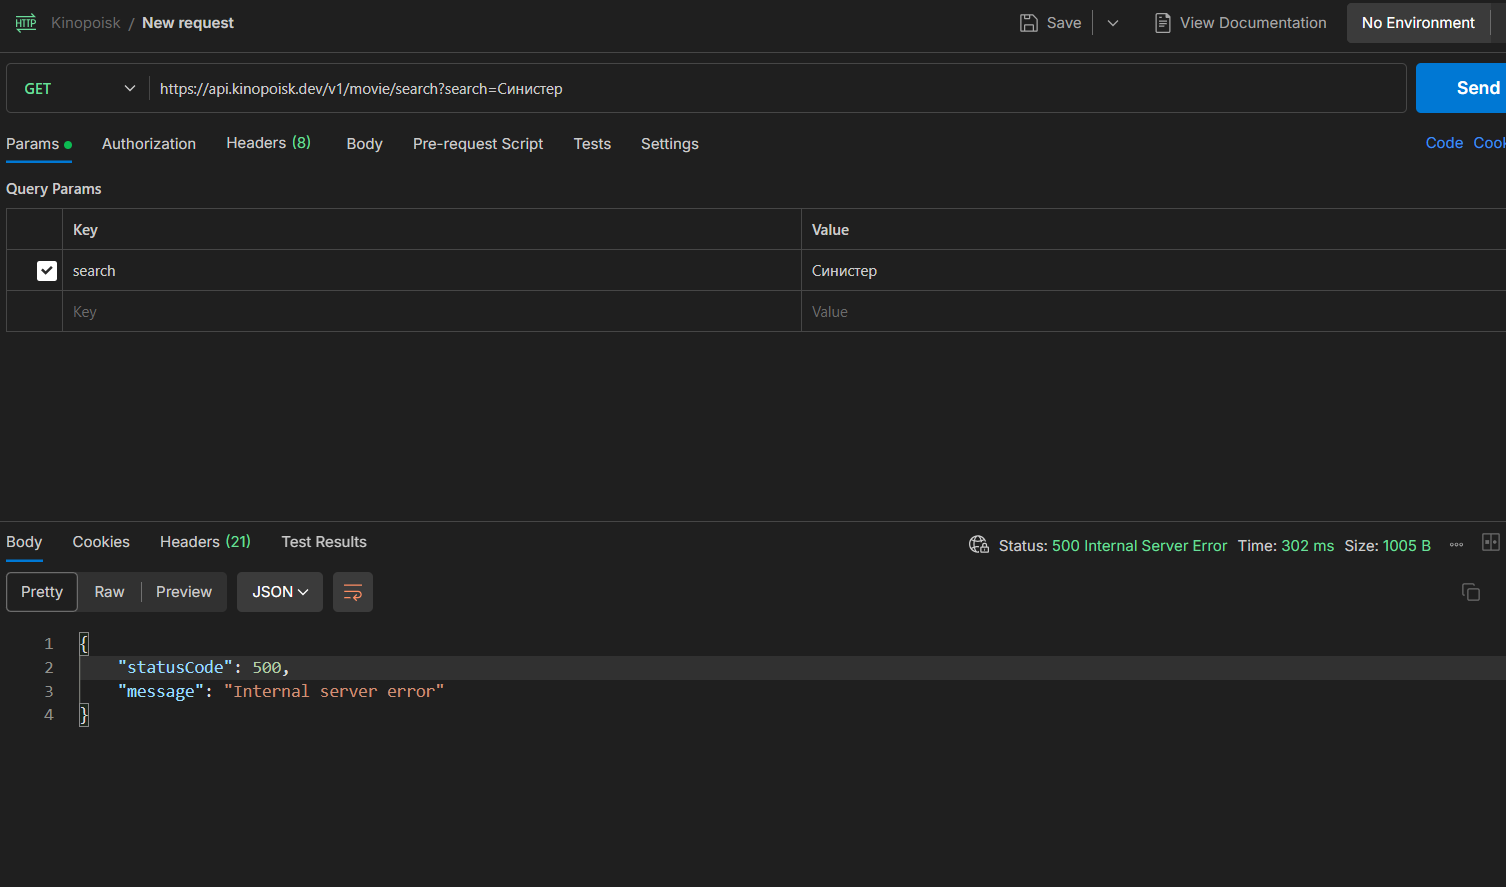 HTTP Kinopoisk / New request Save View Documentation No Environment
GET https://api.kinopoisk.dev/v1/movie/search?search=Синистер Send
Params Authorization Headers (8) Body Pre-request Script Tests Settings Code Cook
Query Params
Key Value
search Синистер
Key Value
Body Cookies Headers (21) Test Results Status: 500 Internal Server Error Time: 302 ms Size: 1005 B
Pretty Raw Preview JSON
1 {
2 "statusCode": 500,
3 "message": "Internal server error"
4 }